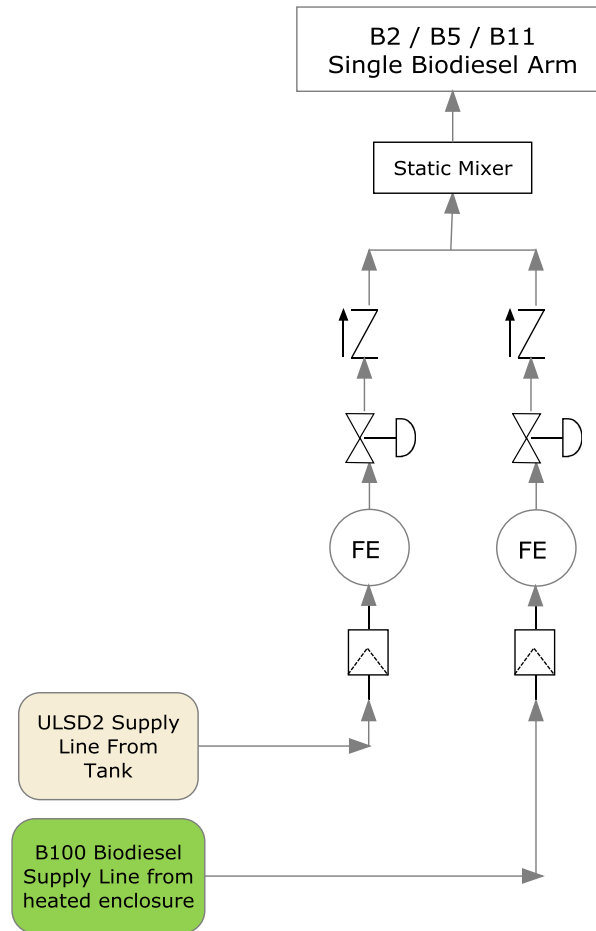 B2 / B5 / B11
Single Biodiesel Arm
Static Mixer
FE
FE
ULSD2 Supply
Line From
Tank
B100 Biodiesel
Supply Line from
heated enclosure